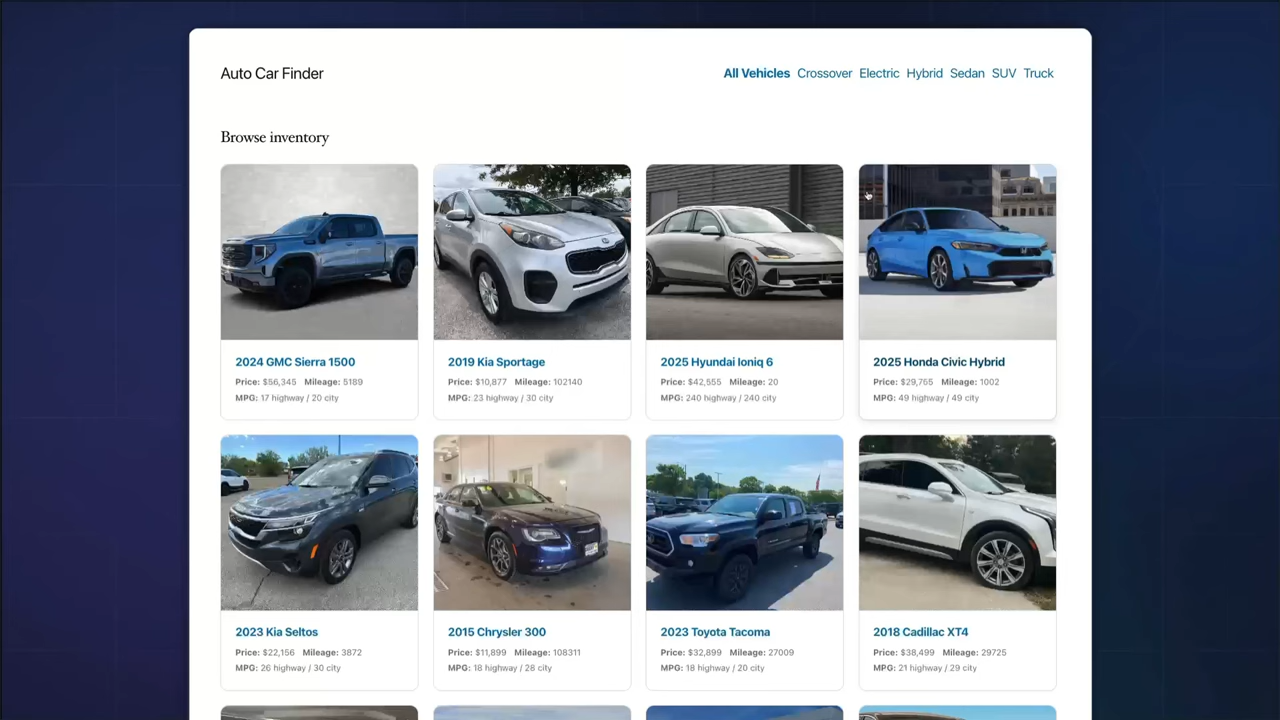 Auto Car Finder
All Vehicles Crossover Electric Hybrid Sedan SUV Truck
Browse inventory
2024 GMC Sierra 1500
Price: $56,345 Mileage: 5189
MPG: 17 highway / 20 city
2019 Kia Sportage
Price: $10,877 Mileage: 102140
MPG: 23 highway / 30 city
2025 Hyundai Ioniq 6
Price: $42,555 Mileage: 20
MPG: 240 highway / 240 city
2025 Honda Civic Hybrid
Price: $29,765 Mileage: 1002
MPG: 49 highway / 49 city
2023 Kia Seltos
Price: $22,156 Mileage: 3872
MPG: 26 highway / 30 city
2015 Chrysler 300
Price: $11,899 Mileage: 108311
MPG: 18 highway / 28 city
2023 Toyota Tacoma
Price: $32,899 Mileage: 27009
MPG: 18 highway / 20 city
2018 Cadillac XT4
Price: $38,499 Mileage: 29725
MPG: 21 highway / 29 city